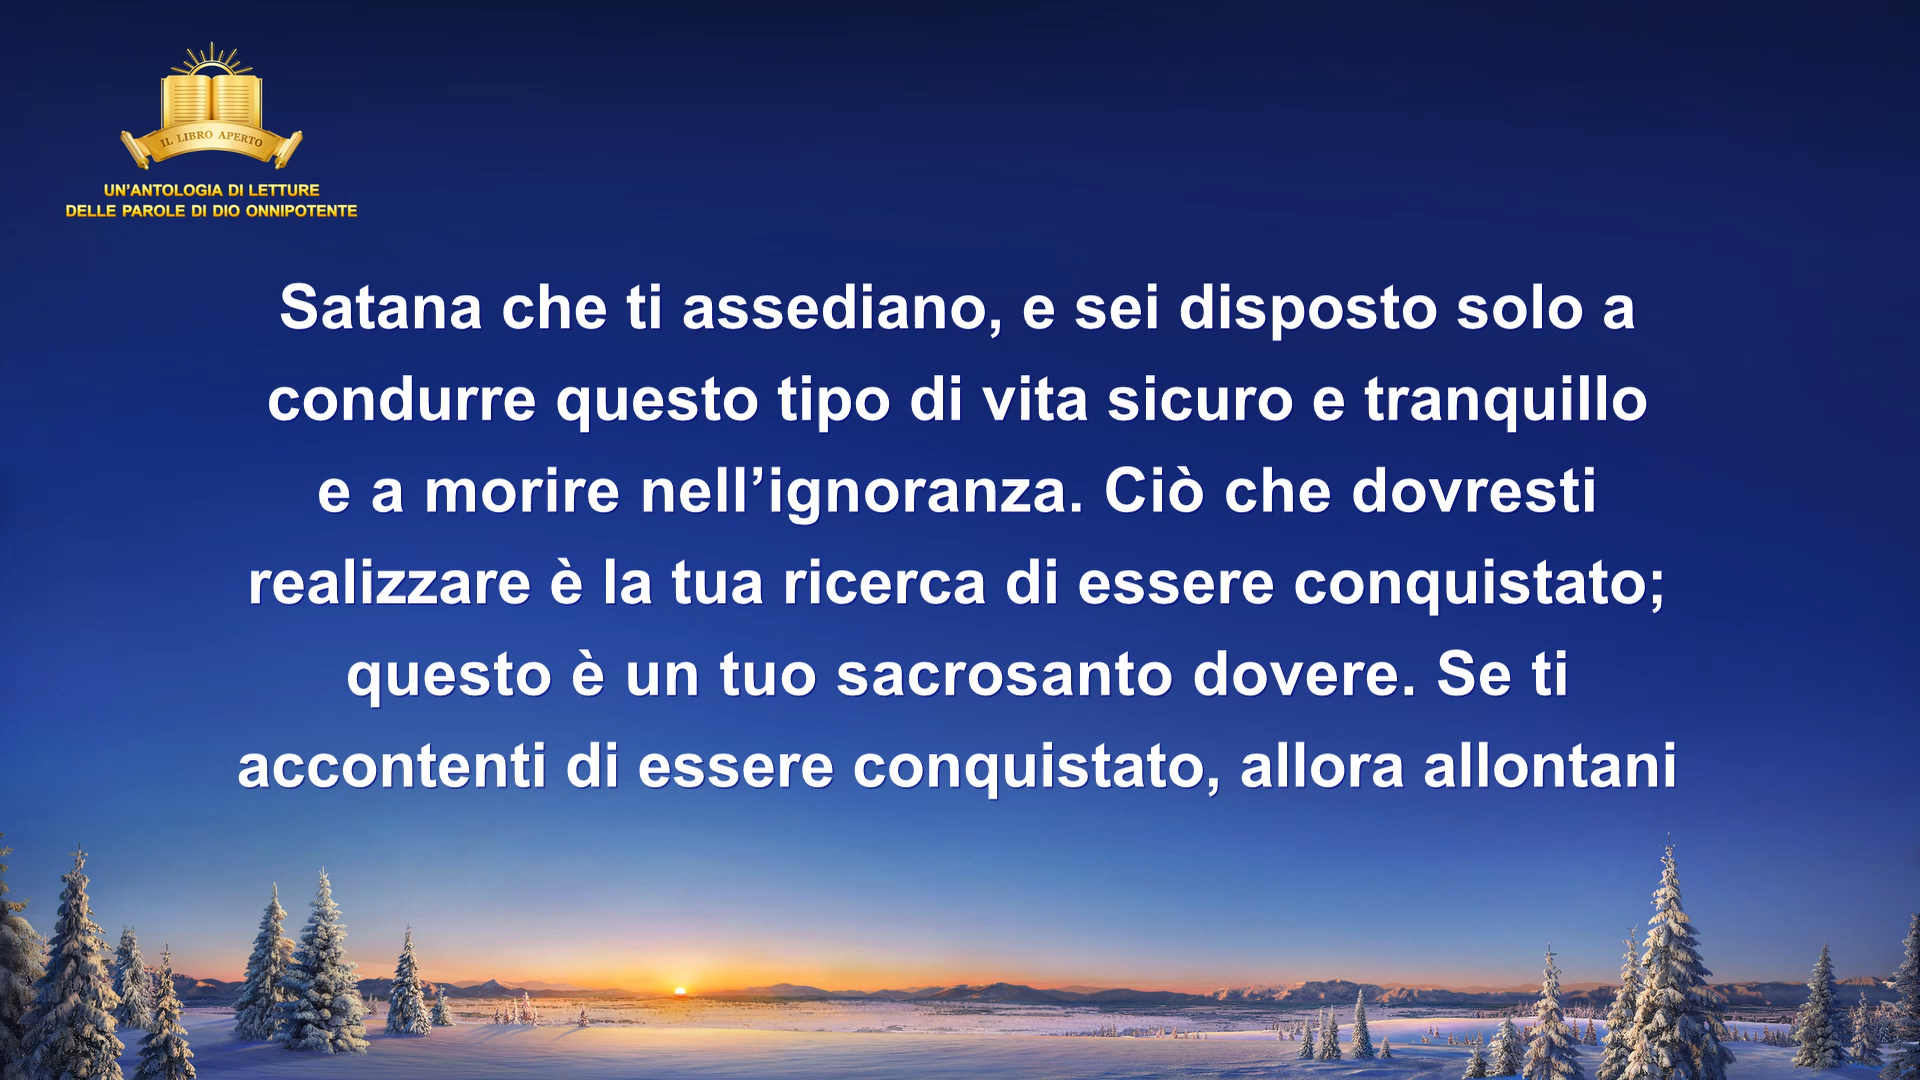 IL LIBRO APERTO
UN’ANTOLOGIA DI LETTURE
DELLE PAROLE DI DIO ONNIPOTENTE
Satana che ti assediano, e sei disposto solo a
condurre questo tipo di vita sicuro e tranquillo
e a morire nell’ignoranza. Ciò che dovresti
realizzare è la tua ricerca di essere conquistato;
questo è un tuo sacrosanto dovere. Se ti
accontenti di essere conquistato, allora allontani